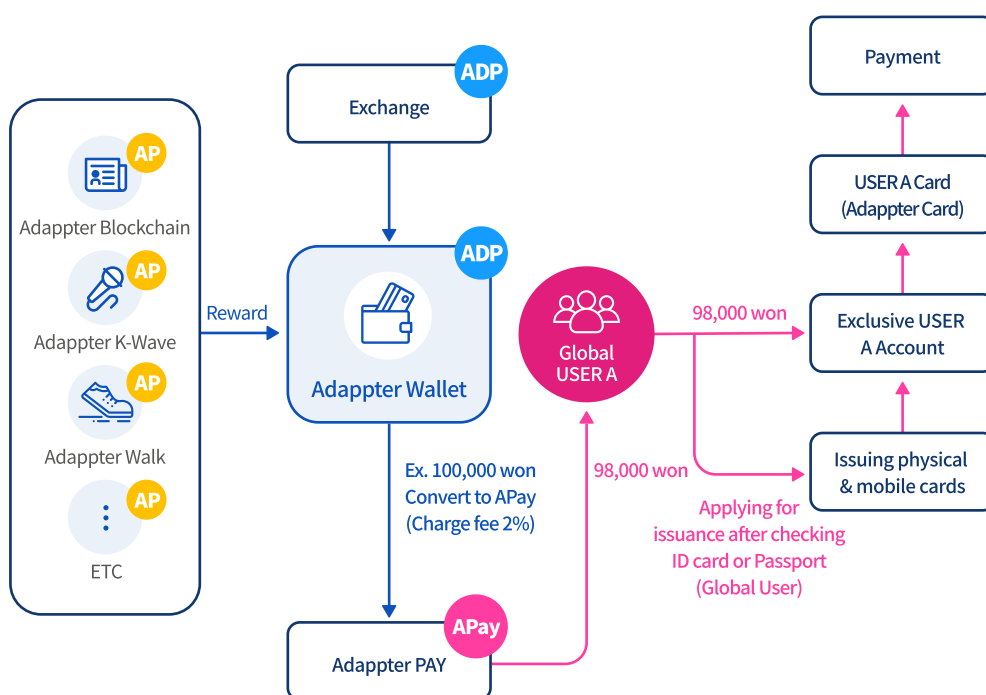 AP
Adappter Blockchain
AP
Adappter K-Wave
AP
Adappter Walk
AP
ETC
Reward
ADP
Exchange
ADP
Adappter Wallet
Ex. 100,000 won
Convert to APay
(Charge fee 2%)
APay
Adappter PAY
98,000 won
Global
USER A
98,000 won
Applying for
issuance after checking
ID card or Passport
(Global User)
Payment
USER A Card
(Adappter Card)
Exclusive USER
A Account
Issuing physical
& mobile cards